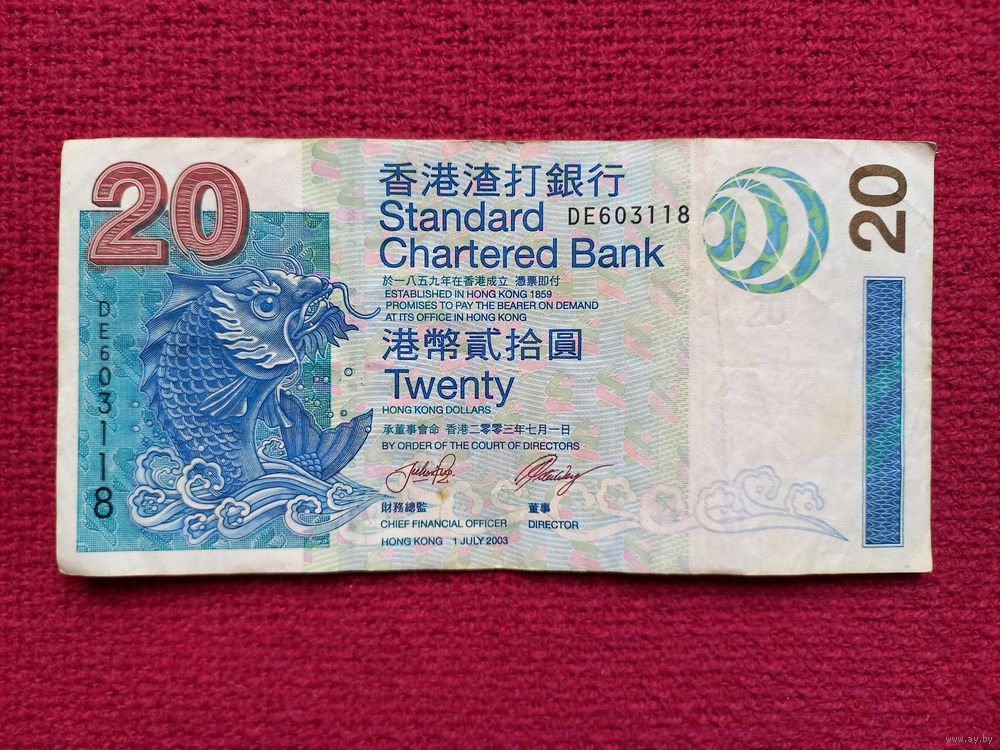 20
香港渣打銀行
Standard
Chartered Bank
DE603118
20
於一八五九年在香港成立 憑票即付
ESTABLISHED IN HONG KONG 1859
PROMISES TO PAY THE BEARER ON DEMAND
AT ITS OFFICE IN HONG KONG
DE603118
港幣貳拾圓
Twenty
HONG KONG DOLLARS
承董事會命 香港二零零三年七月一日
BY ORDER OF THE COURT OF DIRECTORS
財務總監
董事
CHIEF FINANCIAL OFFICER
DIRECTOR
HONG KONG 1 JULY 2003
20
www.ay.by